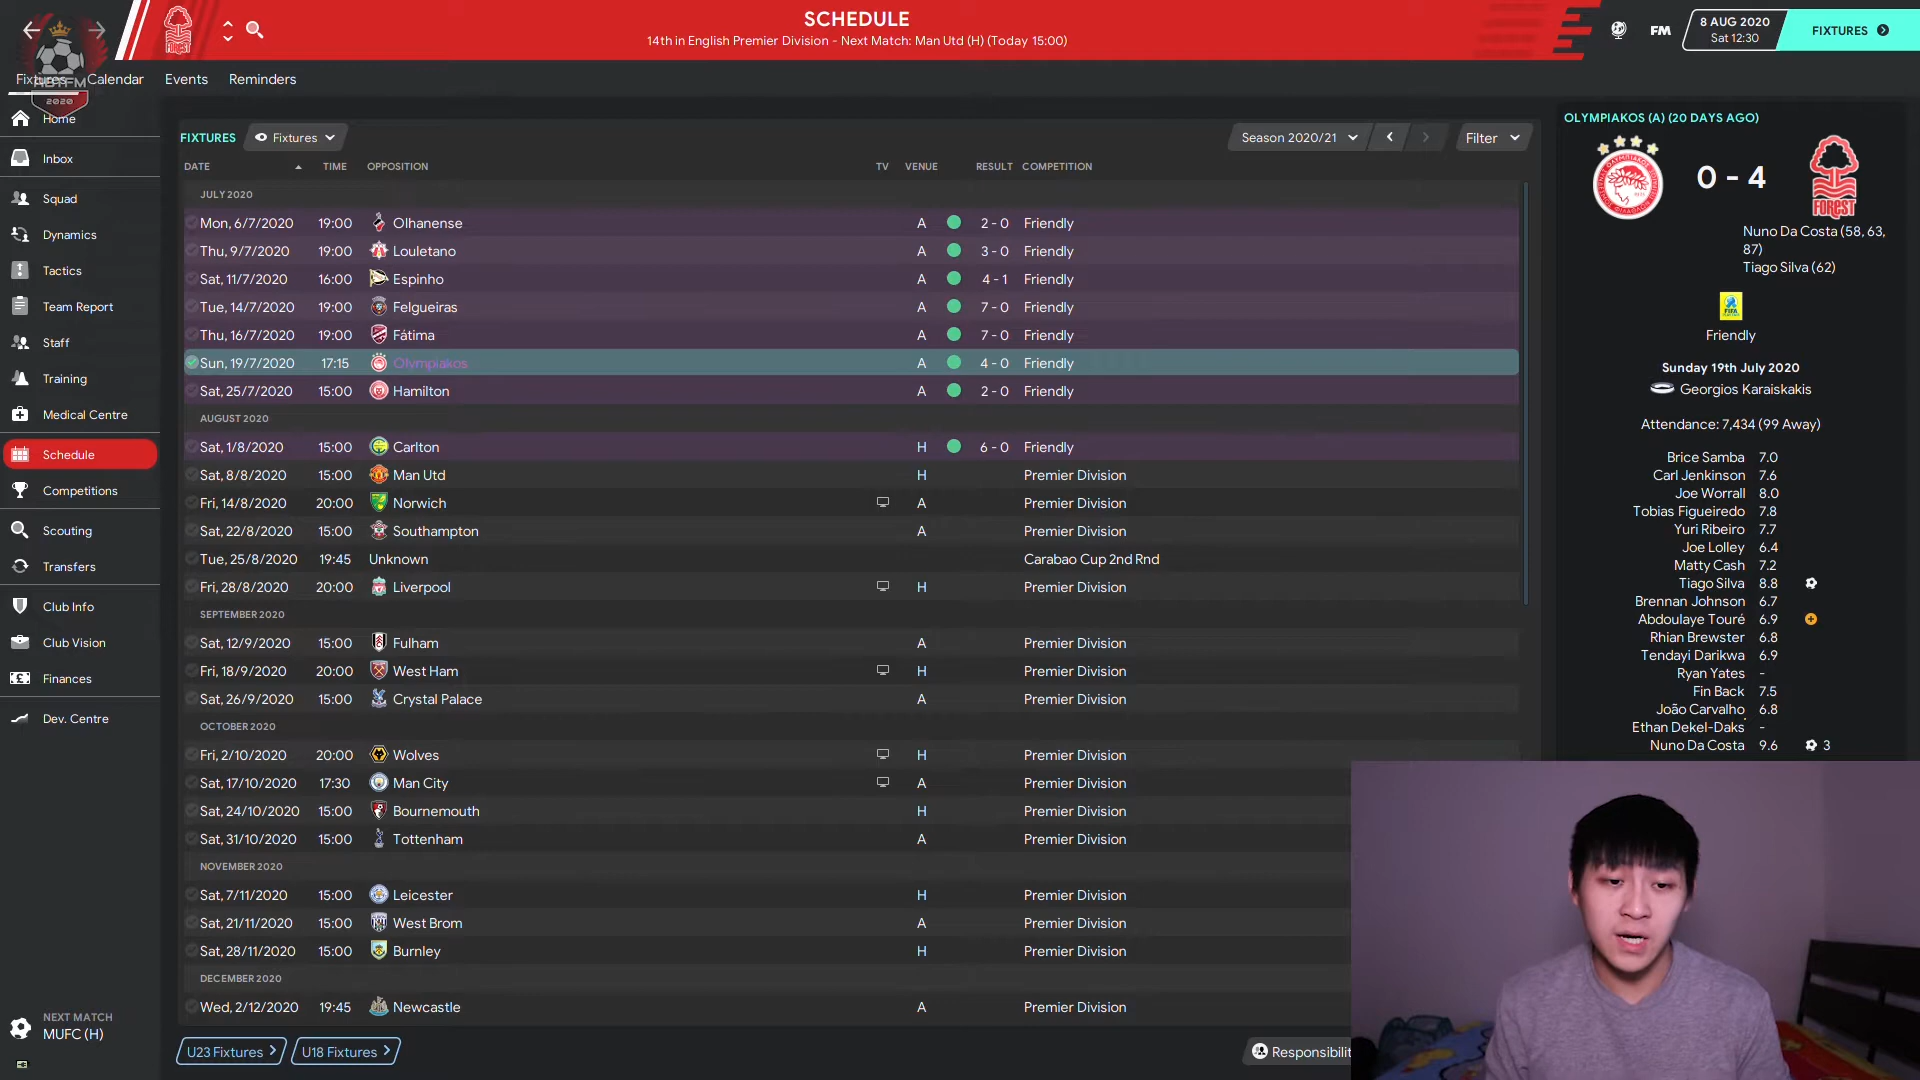 SCHEDULE
14th in English Premier Division - Next Match: Man Utd (H) (Today 15:00)
FM
8 AUG 2020
Sat 12:30
FIXTURES
FOREST
Fixtures
Calendar
Events
Reminders
2020
Home
Inbox
Squad
Dynamics
Tactics
Team Report
Staff
Training
Medical Centre
Schedule
Competitions
Scouting
Transfers
Club Info
Club Vision
Finances
Dev. Centre
NEXT MATCH
MUFC (H)
FIXTURES Fixtures Season 2020/21 Filter
DATE TIME OPPOSITION TV VENUE RESULT COMPETITION
JULY 2020
Mon, 6/7/2020 19:00 Olhanense A 2 - 0 Friendly
Thu, 9/7/2020 19:00 Louletano A 3 - 0 Friendly
Sat, 11/7/2020 16:00 Espinho A 4 - 1 Friendly
Tue, 14/7/2020 19:00 Felgueiras A 7 - 0 Friendly
Thu, 16/7/2020 19:00 Fátima A 7 - 0 Friendly
Sun, 19/7/2020 17:15 Olympiakos A 4 - 0 Friendly
Sat, 25/7/2020 15:00 Hamilton A 2 - 0 Friendly
AUGUST 2020
Sat, 1/8/2020 15:00 Carlton H 6 - 0 Friendly
Sat, 8/8/2020 15:00 Man Utd H Premier Division
Fri, 14/8/2020 20:00 Norwich A Premier Division
Sat, 22/8/2020 15:00 Southampton A Premier Division
Tue, 25/8/2020 19:45 Unknown Carabao Cup 2nd Rnd
Fri, 28/8/2020 20:00 Liverpool H Premier Division
SEPTEMBER 2020
Sat, 12/9/2020 15:00 Fulham A Premier Division
Fri, 18/9/2020 20:00 West Ham H Premier Division
Sat, 26/9/2020 15:00 Crystal Palace A Premier Division
OCTOBER 2020
Fri, 2/10/2020 20:00 Wolves H Premier Division
Sat, 17/10/2020 17:30 Man City A Premier Division
Sat, 24/10/2020 15:00 Bournemouth H Premier Division
Sat, 31/10/2020 15:00 Tottenham A Premier Division
NOVEMBER 2020
Sat, 7/11/2020 15:00 Leicester H Premier Division
Sat, 21/11/2020 15:00 West Brom A Premier Division
Sat, 28/11/2020 15:00 Burnley H Premier Division
DECEMBER 2020
Wed, 2/12/2020 19:45 Newcastle A Premier Division
U23 Fixtures U18 Fixtures Responsibilit
OLYMPIAKOS (A) (20 DAYS AGO)
0 - 4
FOREST
Nuno Da Costa (58, 63,
87)
Tiago Silva (62)
FIFA
Friendly
Sunday 19th July 2020
Georgios Karaiskakis
Attendance: 7,434 (99 Away)
Brice Samba 7.0
Carl Jenkinson 7.6
Joe Worrall 8.0
Tobias Figueiredo 7.8
Yuri Ribeiro 7.7
Joe Lolley 6.4
Matty Cash 7.2
Tiago Silva 8.8
Brennan Johnson 6.7
Abdoulaye Touré 6.9
Rhian Brewster 6.8
Tendayi Darikwa 6.9
Ryan Yates -
Fin Back 7.5
João Carvalho 6.8
Ethan Dekel-Daks -
Nuno Da Costa 9.6 3